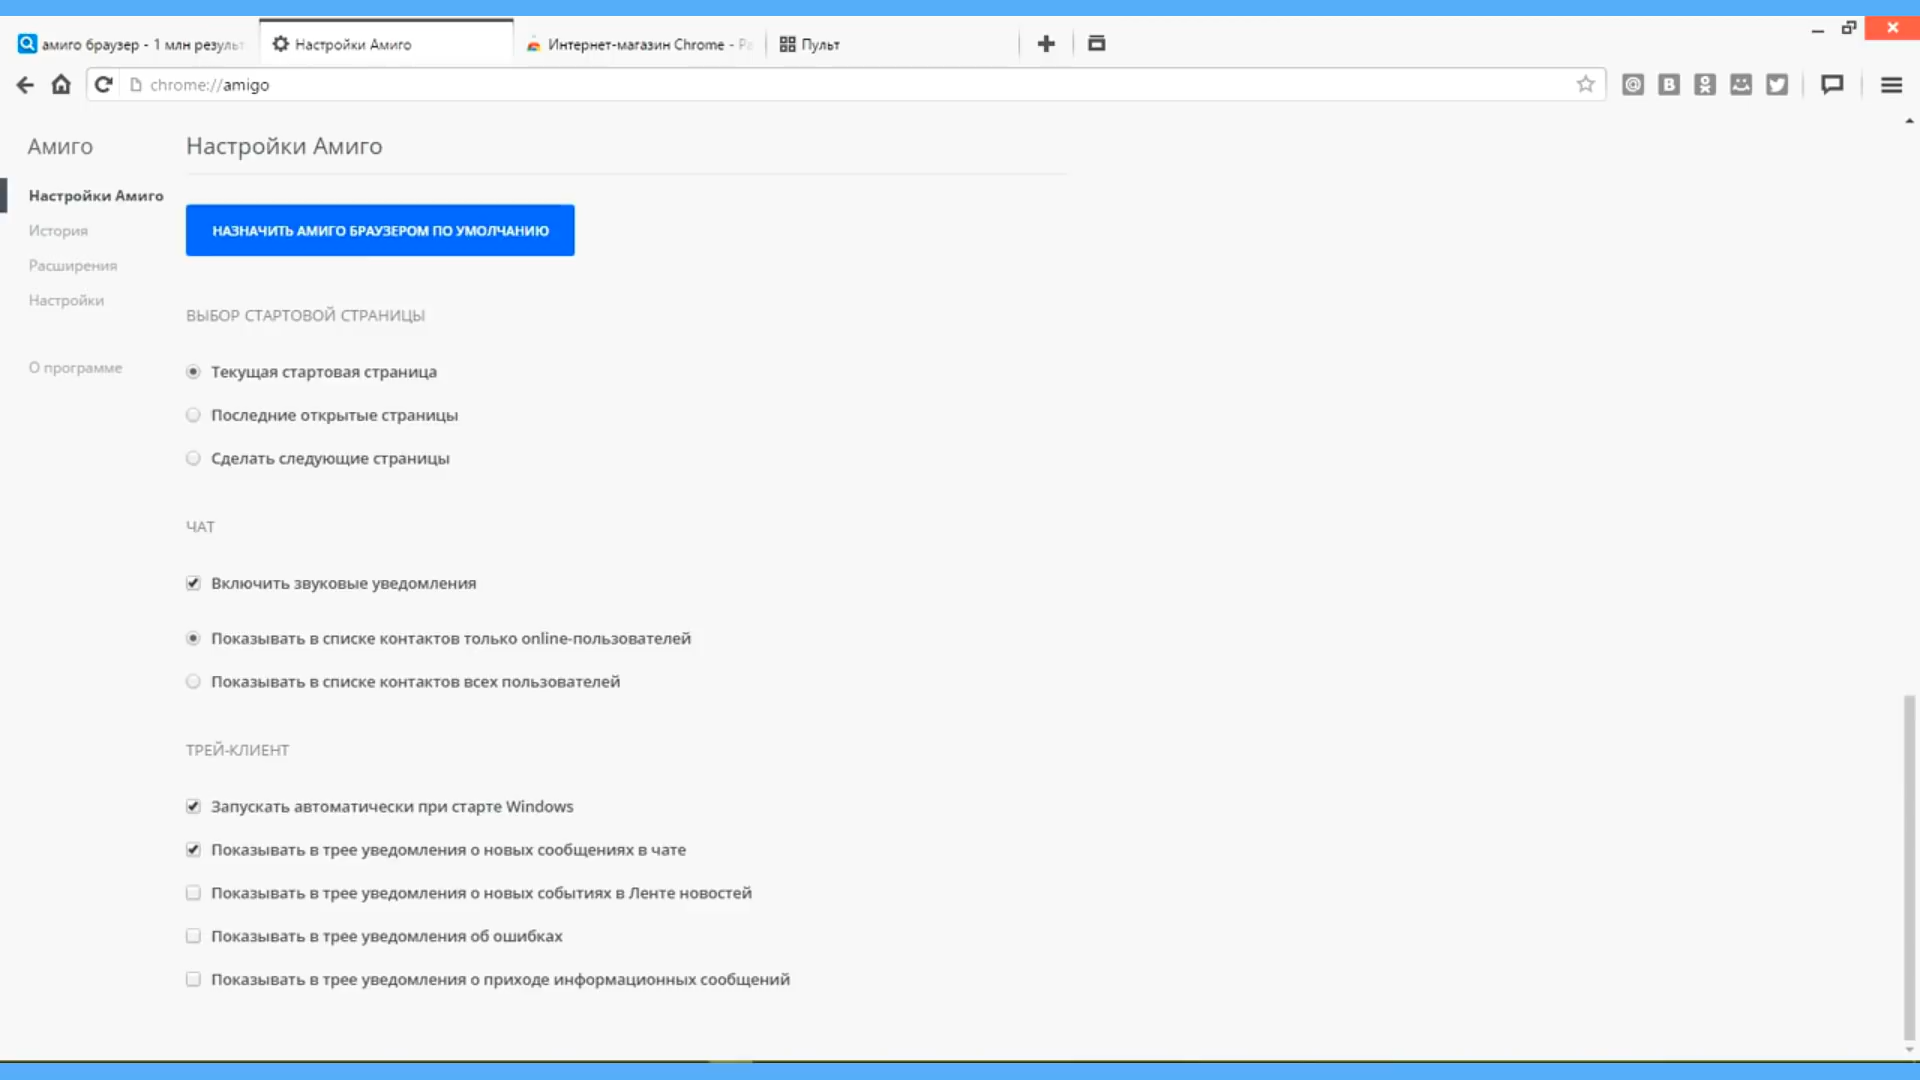 амиго браузер - 1 млн резуль
Настройки Амиго
Интернет-магазин Chrome - Ра
Пульт
chrome://amigo
Амиго
Настройки Амиго
История
Расширения
Настройки
О программе
Настройки Амиго
НАЗНАЧИТЬ АМИГО БРАУЗЕРОМ ПО УМОЛЧАНИЮ
ВЫБОР СТАРТОВОЙ СТРАНИЦЫ
Текущая стартовая страница
Последние открытые страницы
Сделать следующие страницы
ЧАТ
Включить звуковые уведомления
Показывать в списке контактов только online-пользователей
Показывать в списке контактов всех пользователей
ТРЕЙ-КЛИЕНТ
Запускать автоматически при старте Windows
Показывать в трее уведомления о новых сообщениях в чате
Показывать в трее уведомления о новых событиях в Ленте новостей
Показывать в трее уведомления об ошибках
Показывать в трее уведомления о приходе информационных сообщений